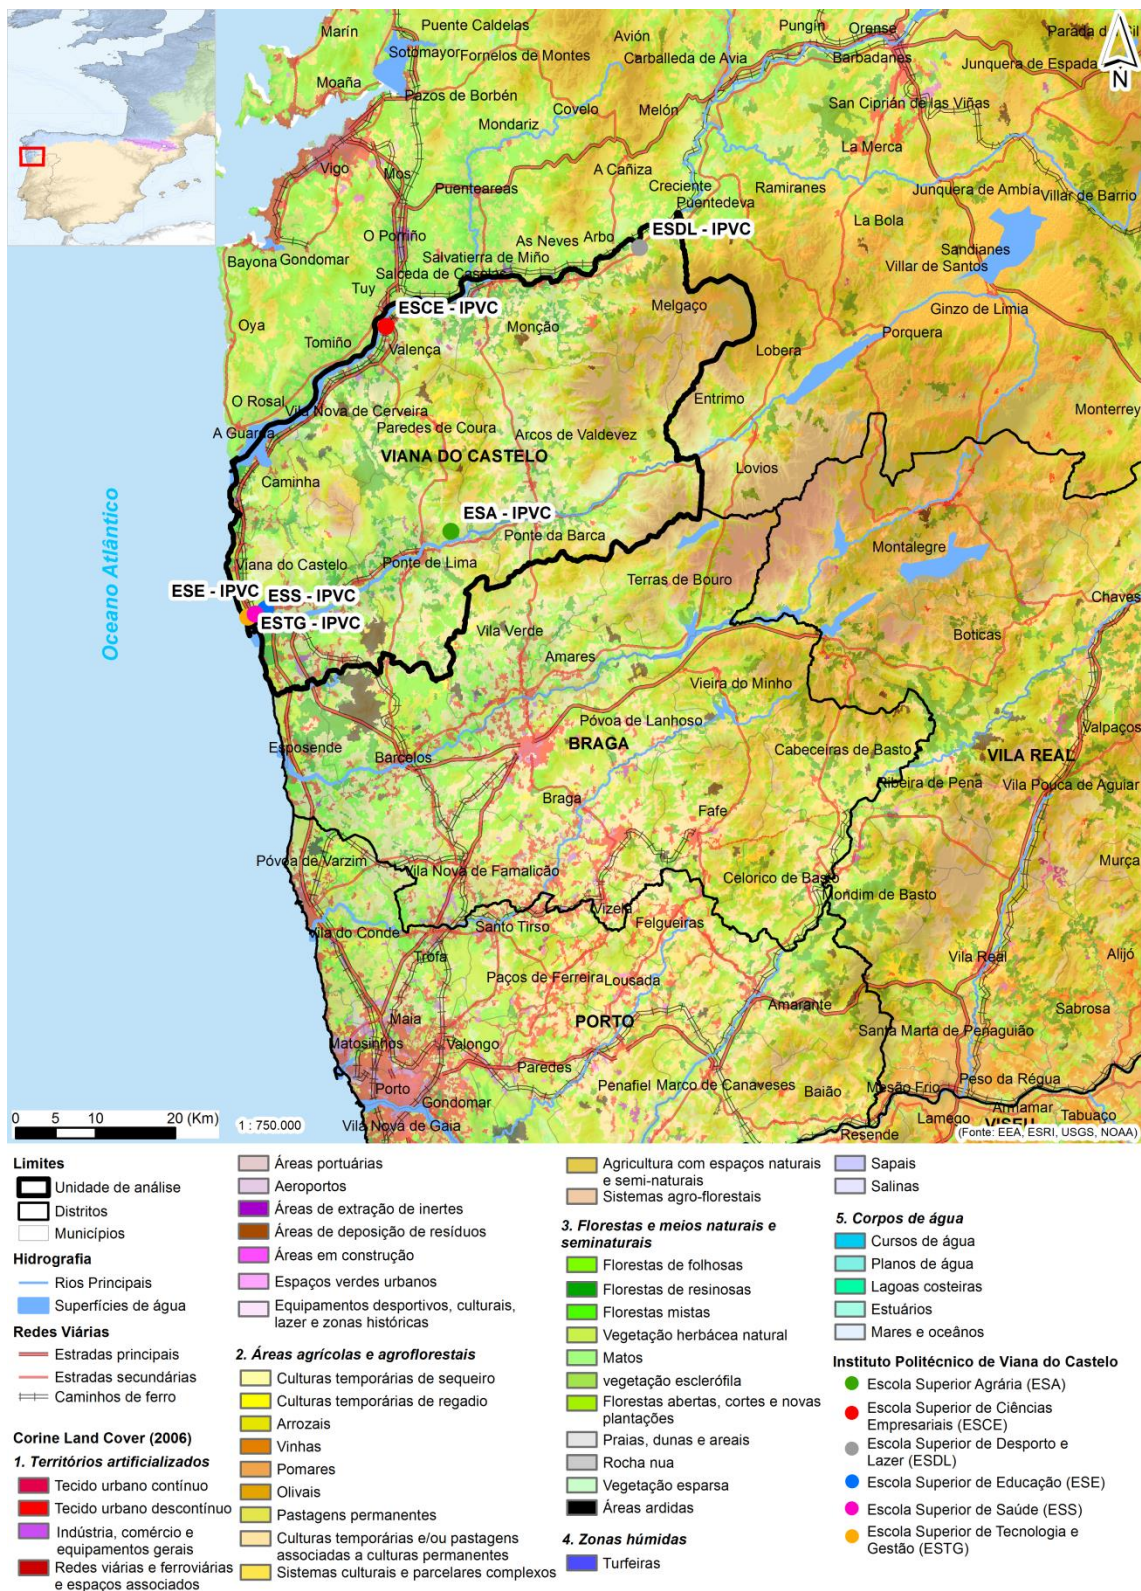 Marín
Puente Caldelas
Sotomayor
Fornelos de Montes
Avión
Pungín
Orense
Carballeda de Avia
Barbadanes
Junquera de Espada
N
Moaña
Pazos de Borbén
Covelo
Melón
San Ciprián de las Viñas
Mondariz
La Merca
Vigo
Mos
Puenteareas
A Cañiza
Creciente
Ramiranes
Junquera de Ambía
Villar de Barrio
Puentedeva
La Bola
O Porriño
As Neves
Arbo
ESDL - IPVC
Sandianes
Bayona
Gondomar
Salvatierra de Miño
Salceda de Caselas
Villar de Santos
Tuy
ESCE - IPVC
Melgaço
Ginzo de Limia
Oya
Monção
Porquera
Tomiño
Valença
Lobera
O Rosal
Vila Nova de Cerveira
Entrimo
Monterrey
A Guarda
Paredes de Coura
Arcos de Valdevez
VIANA DO CASTELO
Lovios
Caminha
ESA - IPVC
Oceano Atlântico
Ponte da Barca
Montalegre
Viana do Castelo
Ponte de Lima
Terras de Bouro
ESE - IPVC
ESS - IPVC
Chaves
ESTG - IPVC
Vila Verde
Boticas
Amares
Vieira do Minho
Póvoa de Lanhoso
Valpaços
Esposende
Barcelos
BRAGA
Cabeceiras de Basto
VILA REAL
Ribeira de Pena
Vila Pouca de Aguiar
Braga
Fafe
Póvoa de Varzim
Vila Nova de Famalicão
Celorico de Basto
Murça
Mondim de Basto
Vizela
Vila do Conde
Santo Tirso
Felgueiras
Trofa
Vila Real
Alijó
Paços de Ferreira
Lousada
Amarante
Sabrosa
Maia
PORTO
Santa Marta de Penaguião
Matosinhos
Valongo
Paredes
Porto
Penafiel
Marco de Canaveses
Baião
Mesão Frio
Peso da Régua
Gondomar
Armamar
Lamego
Tabuaço
Vila Nova de Gaia
Resende
VISEU
0 5 10 20 (Km)
1 : 750.000
(Fonte: EEA, ESRI, USGS, NOAA)
Limites
Unidade de análise
Distritos
Municípios
Hidrografia
Rios Principais
Superfícies de água
Redes Viárias
Estradas principais
Estradas secundárias
Caminhos de ferro
Corine Land Cover (2006)
1. Territórios artificializados
Tecido urbano contínuo
Tecido urbano descontínuo
Indústria, comércio e
equipamentos gerais
Redes viárias e ferroviárias
e espaços associados
Áreas portuárias
Aeroportos
Áreas de extração de inertes
Áreas de deposição de resíduos
Áreas em construção
Espaços verdes urbanos
Equipamentos desportivos, culturais,
lazer e zonas históricas
2. Áreas agrícolas e agroflorestais
Culturas temporárias de sequeiro
Culturas temporárias de regadio
Arrozais
Vinhas
Pomares
Olivais
Pastagens permanentes
Culturas temporárias e/ou pastagens
associadas a culturas permanentes
Sistemas culturais e parcelares complexos
Agricultura com espaços naturais
e semi-naturais
Sistemas agro-florestais
3. Florestas e meios naturais e
seminaturais
Florestas de folhosas
Florestas de resinosas
Florestas mistas
Vegetação herbácea natural
Matos
vegetação esclerófila
Florestas abertas, cortes e novas
plantações
Praias, dunas e areais
Rocha nua
Vegetação esparsa
Áreas ardidas
4. Zonas húmidas
Turfeiras
Sapais
Salinas
5. Corpos de água
Cursos de água
Planos de água
Lagoas costeiras
Estuários
Mares e oceânos
Instituto Politécnico de Viana do Castelo
Escola Superior Agrária (ESA)
Escola Superior de Ciências
Empresariais (ESCE)
Escola Superior de Desporto e
Lazer (ESDL)
Escola Superior de Educação (ESE)
Escola Superior de Saúde (ESS)
Escola Superior de Tecnologia e
Gestão (ESTG)